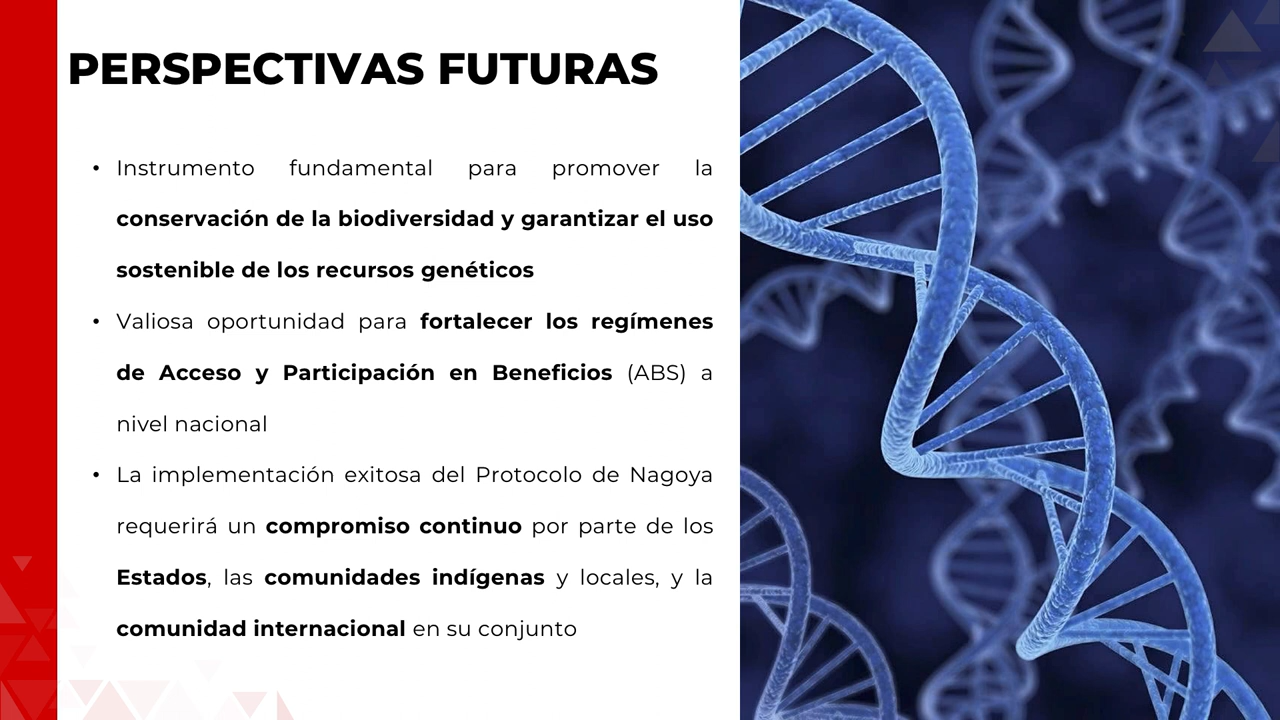 PERSPECTIVAS FUTURAS
• Instrumento fundamental para promover la
conservación de la biodiversidad y garantizar el uso
sostenible de los recursos genéticos
• Valiosa oportunidad para fortalecer los regímenes
de Acceso y Participación en Beneficios (ABS) a
nivel nacional
• La implementación exitosa del Protocolo de Nagoya
requerirá un compromiso continuo por parte de los
Estados, las comunidades indígenas y locales, y la
comunidad internacional en su conjunto